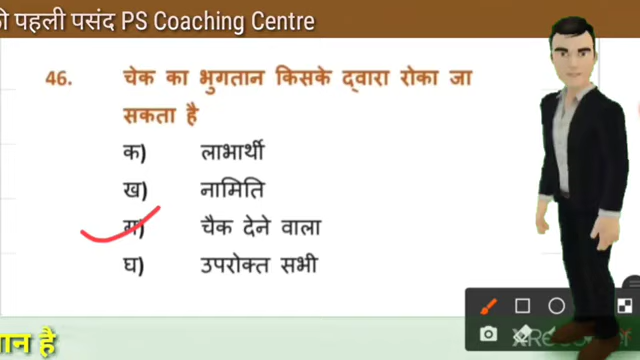 पहली पसंद PS Coaching Centre
46. चेक का भुगतान किसके द्वारा रोका जा
सकता है
क) लाभार्थी
ख) नामिति
ग) चैक देने वाला
घ) उपरोक्त सभी
है